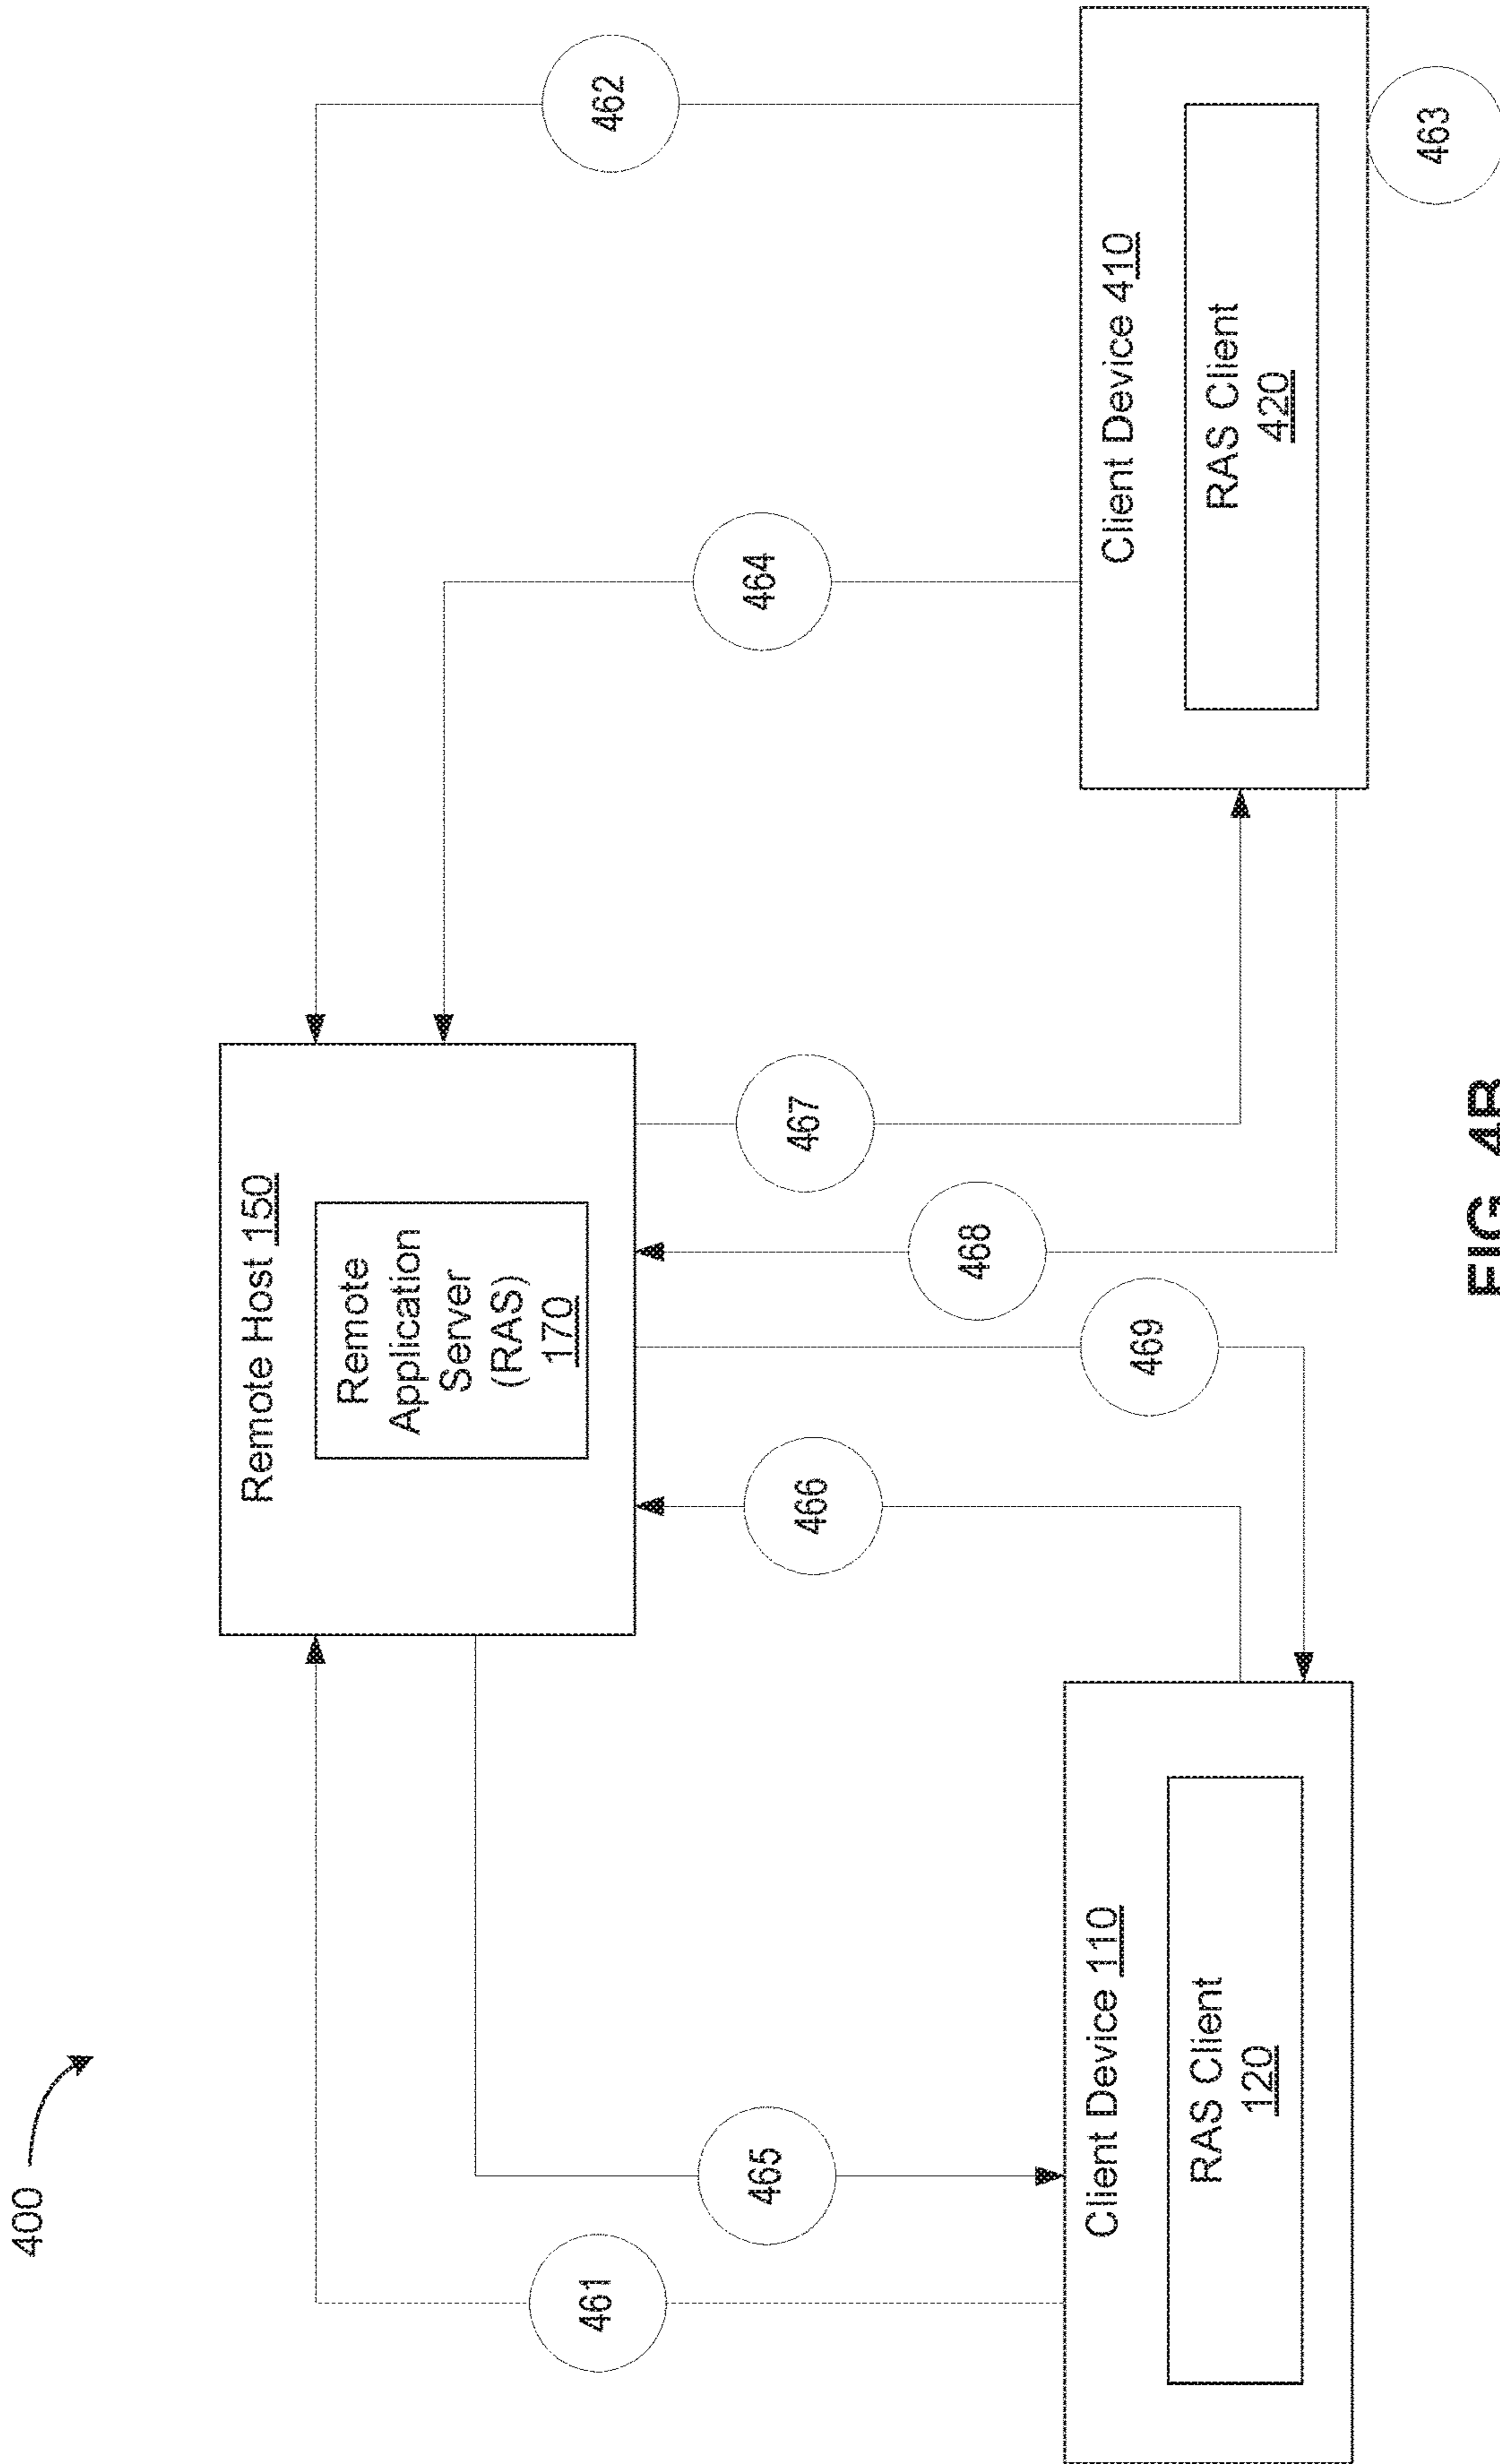 400
Remote Host 150
Remote
Application
Server
(RAS)
170
461
465
466
469
468
467
464
462
Client Device 110
RAS Client
120
Client Device 410
RAS Client
420
463
FIG. 4B